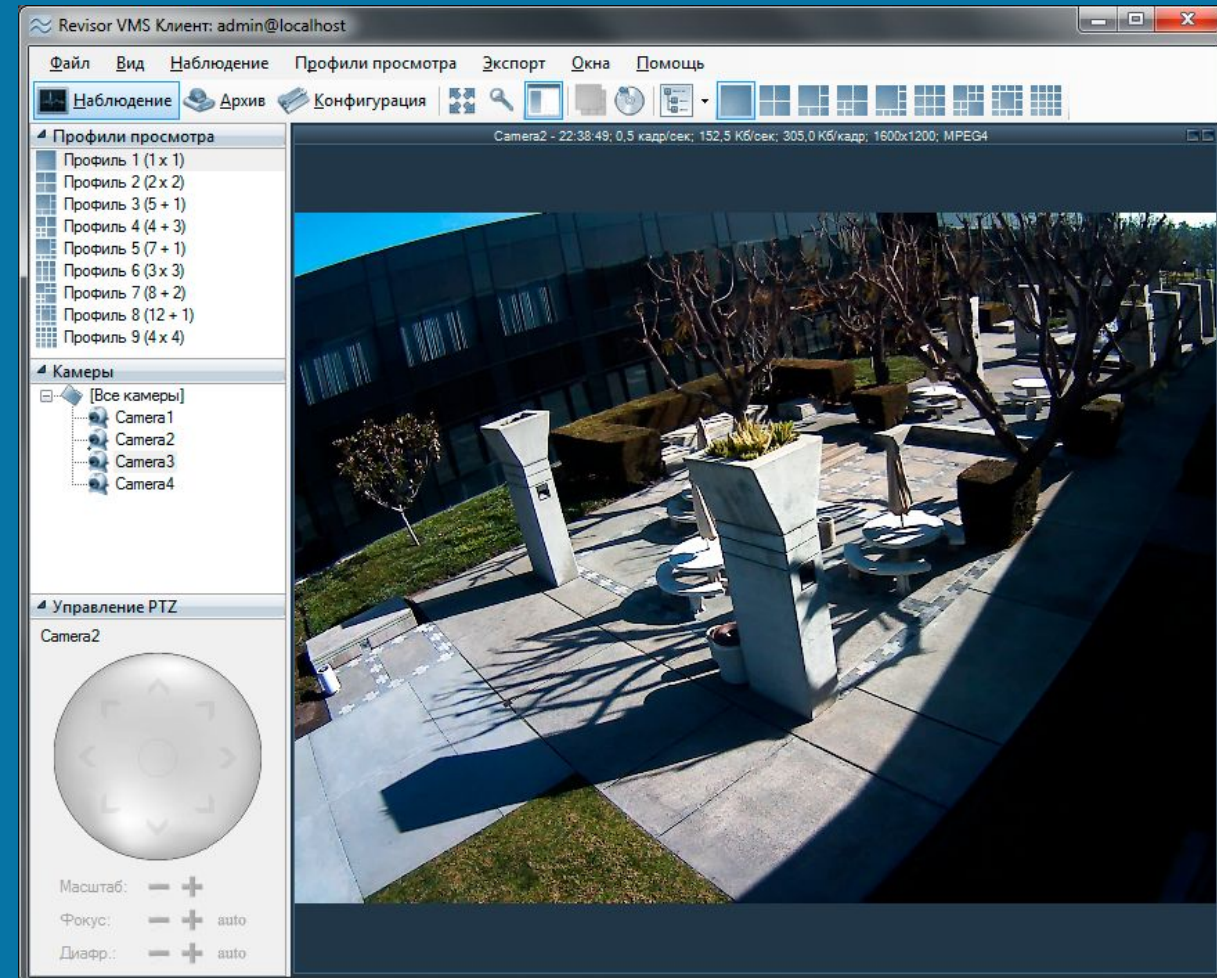 Revisor VMS Клиент: admin@localhost
Файл Вид Наблюдение Профили просмотра Экспорт Окна Помощь
Наблюдение Архив Конфигурация
Профили просмотра
Профиль 1 (1 x 1)
Профиль 2 (2 x 2)
Профиль 3 (5 + 1)
Профиль 4 (4 + 3)
Профиль 5 (7 + 1)
Профиль 6 (3 x 3)
Профиль 7 (8 + 2)
Профиль 8 (12 + 1)
Профиль 9 (4 x 4)
Камеры
[Все камеры]
Camera1
Camera2
Camera3
Camera4
Управление PTZ
Camera2
Масштаб:
Фокус: auto
Диафр.: auto
Camera2 - 22:38:49; 0,5 кадр/сек; 152,5 Кб/сек; 305,0 Кб/кадр; 1600x1200; MPEG4